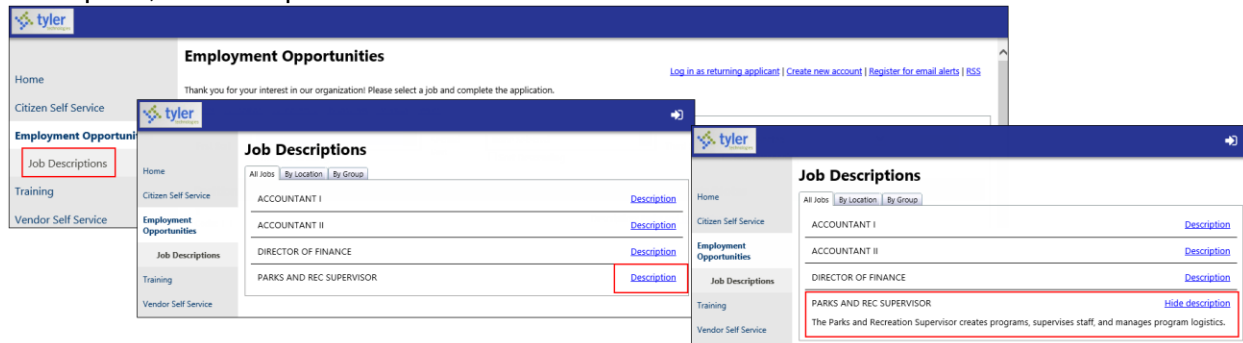 tyler
technologies
Employment Opportunities
Log in as returning applicant | Create new account | Register for email alerts | RSS
Home
Thank you for your interest in our organization! Please select a job and complete the application.
Citizen Self Service
Employment Opportuni
Job Descriptions
Training
Vendor Self Service
tyler
technologies
Job Descriptions
All Jobs By Location By Group
Home
Citizen Self Service
Employment
Opportunities
Job Descriptions
Training
Vendor Self Service
ACCOUNTANT I Description
ACCOUNTANT II Description
DIRECTOR OF FINANCE Description
PARKS AND REC SUPERVISOR Description
tyler
technologies
Job Descriptions
All Jobs By Location By Group
Home
Citizen Self Service
Employment
Opportunities
Job Descriptions
Training
Vendor Self Service
ACCOUNTANT I Description
ACCOUNTANT II Description
DIRECTOR OF FINANCE Description
PARKS AND REC SUPERVISOR Hide description
The Parks and Recreation Supervisor creates programs, supervises staff, and manages program logistics.